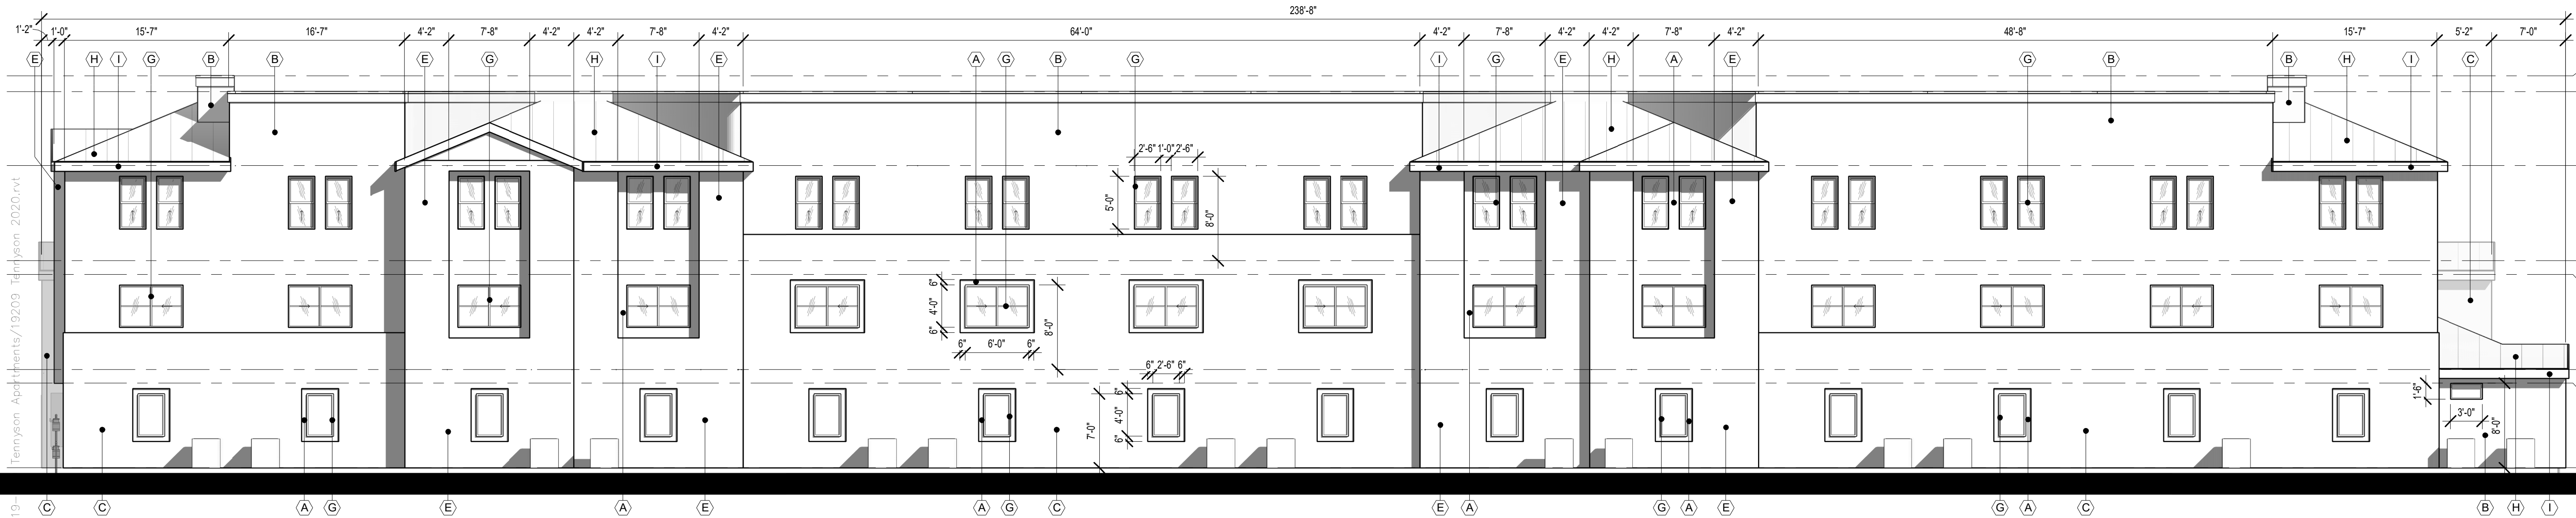 238'-8"
1'-2" 1'-0" 15'-7" 16'-7" 4'-2" 7'-8" 4'-2" 4'-2" 7'-8" 4'-2" 64'-0" 4'-2" 7'-8" 4'-2" 4'-2" 7'-8" 4'-2" 48'-8" 15'-7" 5'-2" 7'-0"
E H I G B B E G H I E A G B G I G E H A E G B B H I C
2'-6" 1'-0" 2'-6"
5'-0"
8'-0"
6"
4'-0"
6"
6" 6'-0" 6"
8'-0"
6" 2'-6" 6"
6"
4'-0"
6"
7'-0"
1'-6"
3'-0"
8'-0"
C C A G E A E A G C E A G A E G A C B H I
19- Tennyson Apartments/19209 Tennyson 2020.rvt